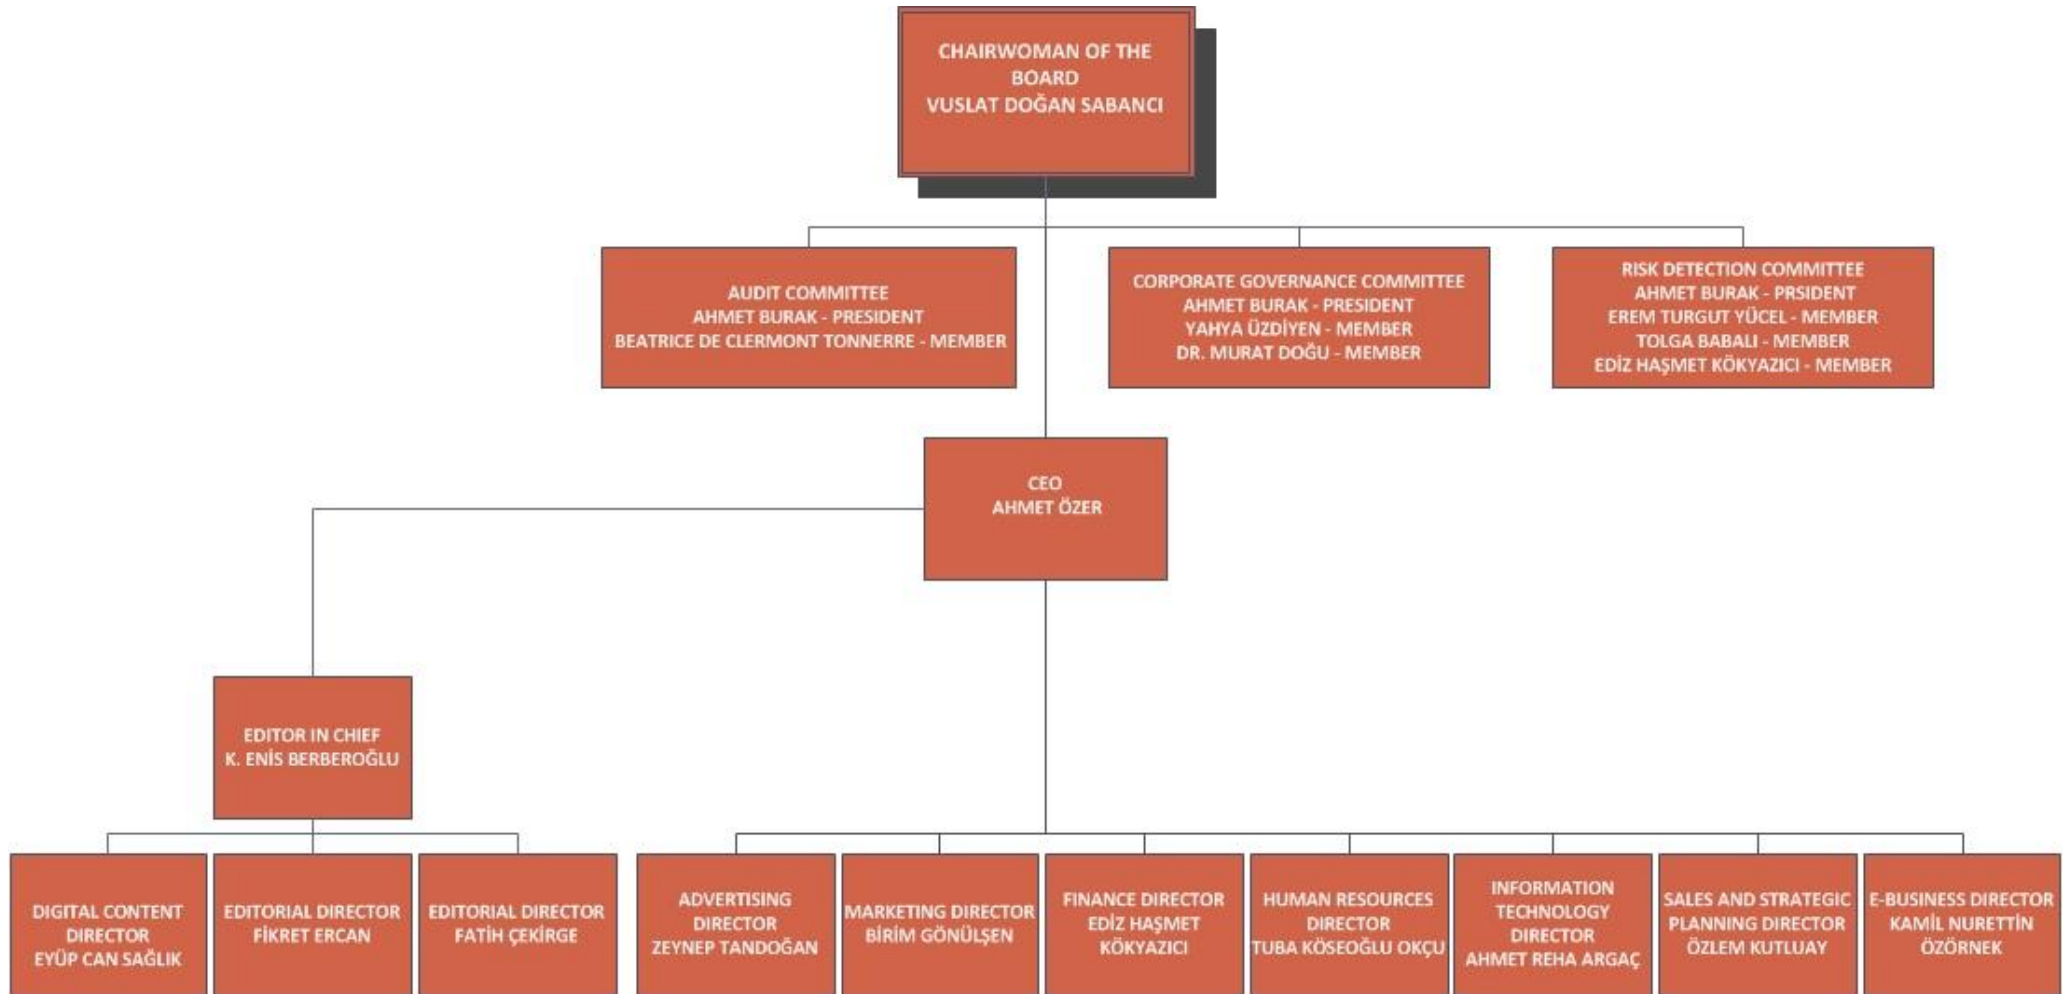 CHAIRWOMAN OF THE
BOARD
VUSLAT DOĞAN SABANCI
AUDIT COMMITTEE
AHMET BURAK - PRESIDENT
BEATRICE DE CLERMONT TONNERRE - MEMBER
CORPORATE GOVERNANCE COMMITTEE
AHMET BURAK - PRESIDENT
YAHYA ÜZDİYEN - MEMBER
DR. MURAT DOĞU - MEMBER
RISK DETECTION COMMITTEE
AHMET BURAK - PRSIDENT
EREM TURGUT YÜCEL - MEMBER
TOLGA BABALI - MEMBER
EDİZ HAŞMET KÖKYAZICI - MEMBER
CEO
AHMET ÖZER
EDITOR IN CHIEF
K. ENİS BERBEROĞLU
DIGITAL CONTENT
DIRECTOR
EYÜP CAN SAĞLIK
EDITORIAL DIRECTOR
FİKRET ERCAN
EDITORIAL DIRECTOR
FATİH ÇEKİRGE
ADVERTISING
DIRECTOR
ZEYNEP TANDOĞAN
MARKETING DIRECTOR
BİRİM GÖNÜLŞEN
FINANCE DIRECTOR
EDİZ HAŞMET
KÖKYAZICI
HUMAN RESOURCES
DIRECTOR
TUBA KÖSEOĞLU OKÇU
INFORMATION
TECHNOLOGY
DIRECTOR
AHMET REHA ARGAÇ
SALES AND STRATEGIC
PLANNING DIRECTOR
ÖZLEM KUTLUAY
E-BUSINESS DIRECTOR
KAMİL NURETTİN
ÖZÖRNEK